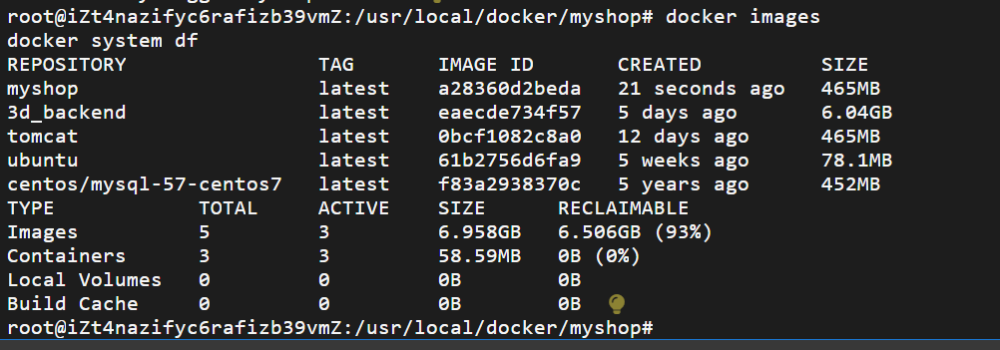 root@iZt4nazifyc6rafizb39vmZ:/usr/local/docker/myshop# docker images
docker system df
REPOSITORY TAG IMAGE ID CREATED SIZE
myshop latest a28360d2beda 21 seconds ago 465MB
3d_backend latest eaecde734f57 5 days ago 6.04GB
tomcat latest 0bcf1082c8a0 12 days ago 465MB
ubuntu latest 61b2756d6fa9 5 weeks ago 78.1MB
centos/mysql-57-centos7 latest f83a2938370c 5 years ago 452MB
TYPE TOTAL ACTIVE SIZE RECLAIMABLE
Images 5 3 6.958GB 6.506GB (93%)
Containers 3 3 58.59MB 0B (0%)
Local Volumes 0 0 0B 0B
Build Cache 0 0 0B 0B
root@iZt4nazifyc6rafizb39vmZ:/usr/local/docker/myshop#